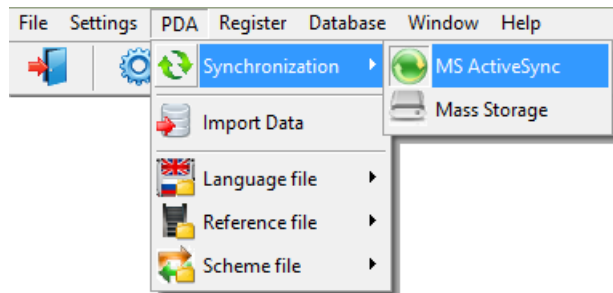 File Settings PDA Register Database Window Help
Synchronization
MS ActiveSync
Mass Storage
Import Data
Language file
Reference file
Scheme file